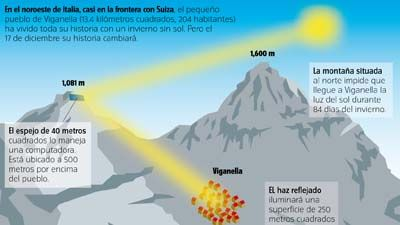 En el noroeste de Italia, casi en la frontera con Suiza, el pequeño
pueblo de Viganella (13.4 kilómetros cuadrados, 204 habitantes)
ha vivido toda su historia con un invierno sin sol. Pero el
17 de diciembre su historia cambiará.
1,081 m
1,600 m
La montaña situada
al norte impide que
llegue a Viganella la
luz del sol durante
84 días del invierno.
El espejo de 40 metros
cuadrados lo maneja
una computadora.
Está ubicado a 500
metros por encima
del pueblo.
Viganella
El haz reflejado
iluminará una
superficie de 250
metros cuadrados